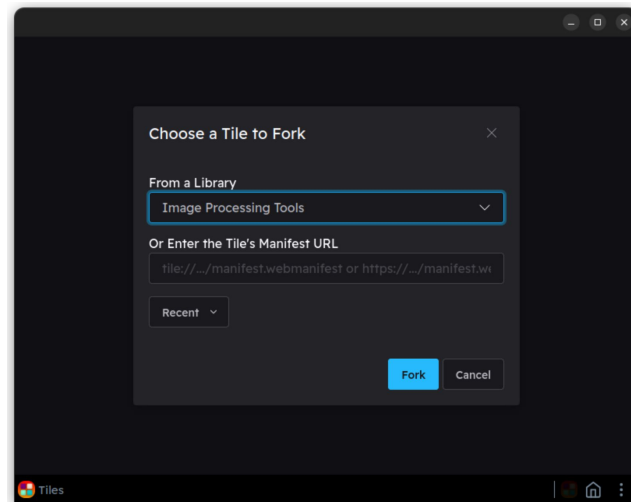 Choose a Tile to Fork
From a Library
Image Processing Tools
Or Enter the Tile's Manifest URL
tile://.../manifest.webmanifest or https://.../manifest.we
Recent
Fork
Cancel
Tiles